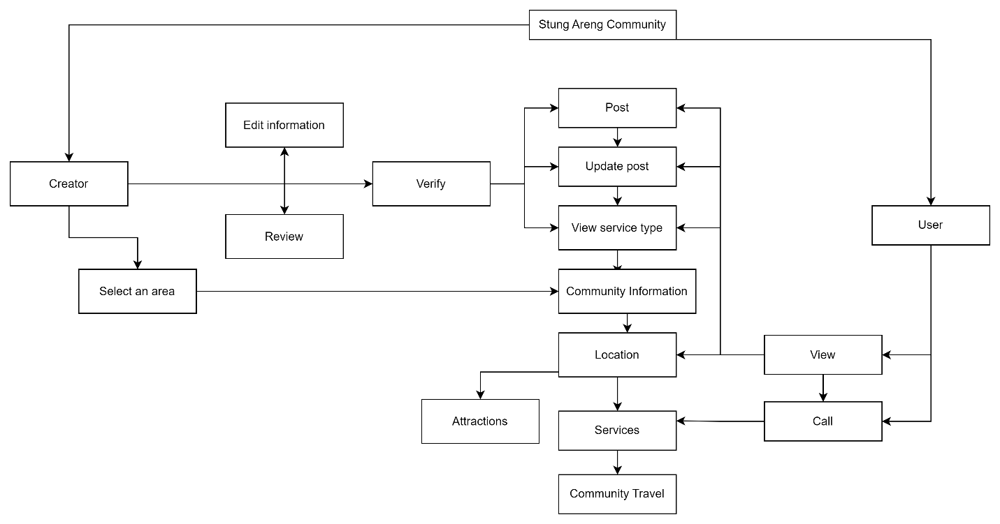 Stung Areng Community
Post
Edit information
Update post
Creator
Verify
View service type
User
Review
Select an area
Community Information
Location
View
Attractions
Call
Services
Community Travel